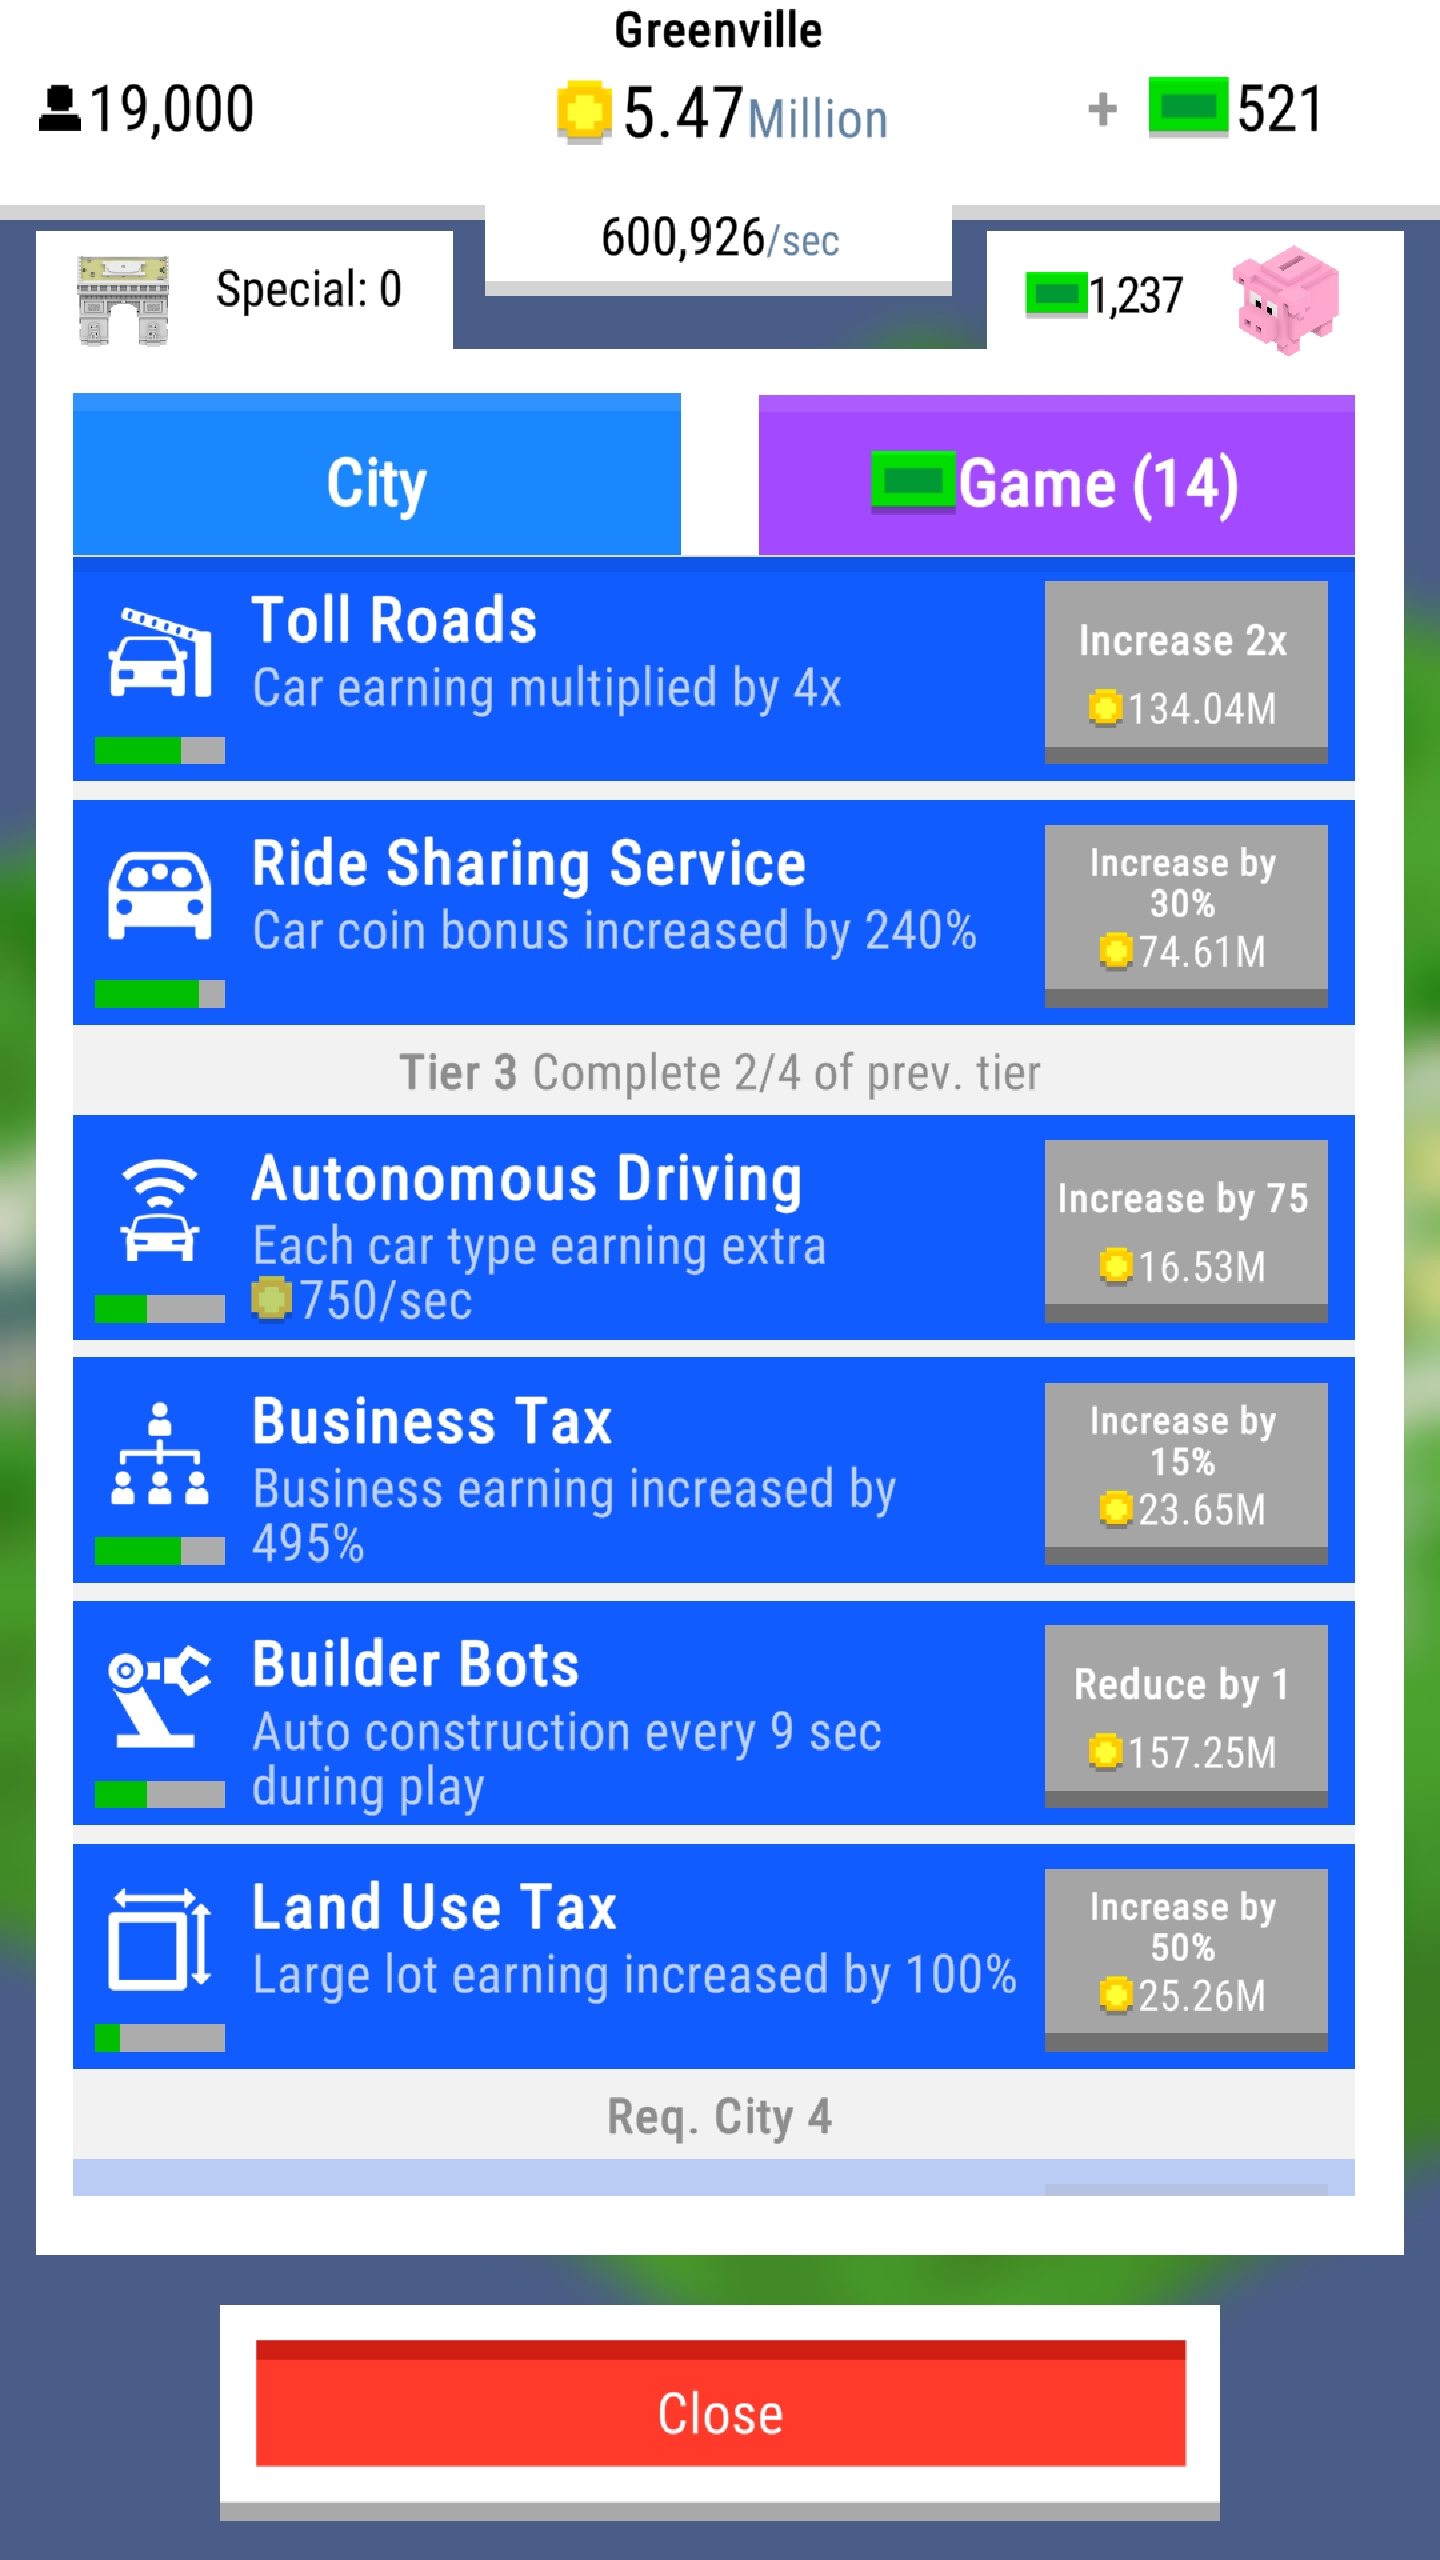 Greenville
19,000
5.47Million
+ 521
600,926/sec
Special: 0
1,237
City
Game (14)
Toll Roads
Car earning multiplied by 4x
Increase 2x
134.04M
Ride Sharing Service
Car coin bonus increased by 240%
Increase by
30%
74.61M
Tier 3 Complete 2/4 of prev. tier
Autonomous Driving
Each car type earning extra
750/sec
Increase by 75
16.53M
Business Tax
Business earning increased by
495%
Increase by
15%
23.65M
Builder Bots
Auto construction every 9 sec
during play
Reduce by 1
157.25M
Land Use Tax
Large lot earning increased by 100%
Increase by
50%
25.26M
Req. City 4
Close